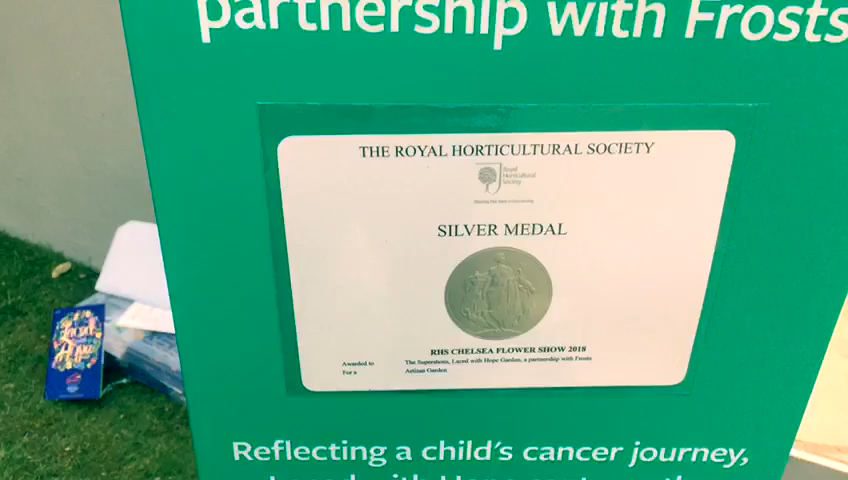 partnership with Frosts
THE ROYAL HORTICULTURAL SOCIETY
Royal
Horticultural
Society
SILVER MEDAL
RHS CHELSEA FLOWER SHOW 2018
Awarded to The Supershoes, Laced with Hope Garden, a partnership with Frosts
For a Artisan Garden
Reflecting a child's cancer journey,